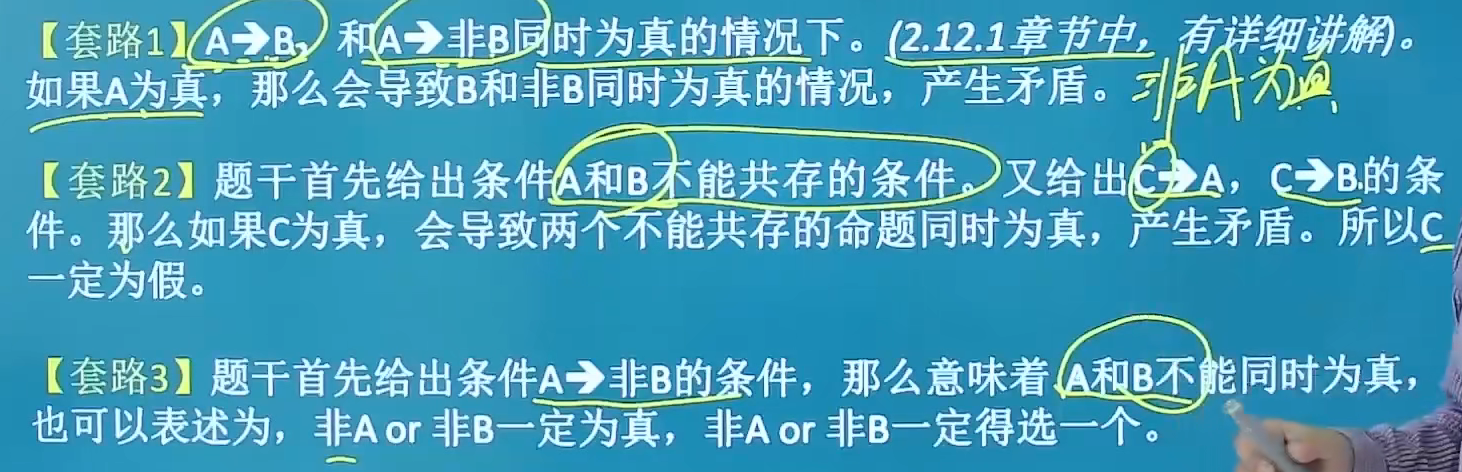 【套路1】A➔B，和A➔非B同时为真的情况下。(2.12.1章节中，有详细讲解)。
如果A为真，那么会导致B和非B同时为真的情况，产生矛盾。非A为真
【套路2】题干首先给出条件A和B不能共存的条件。又给出C➔A，C➔B的条
件。那么如果C为真，会导致两个不能共存的命题同时为真，产生矛盾。所以C
一定为假。
【套路3】题干首先给出条件A➔非B的条件，那么意味着A和B不能同时为真，
也可以表述为，非A or 非B一定为真，非A or 非B一定得选一个。